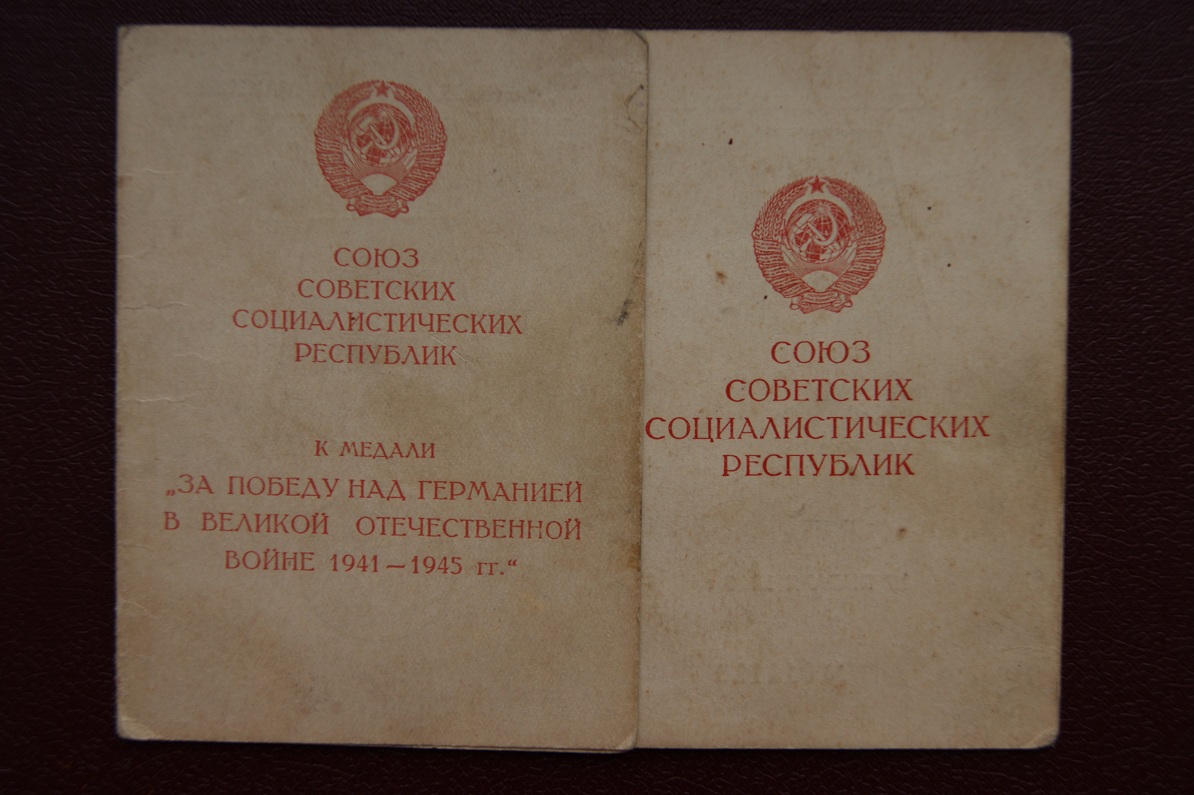 СОЮЗ
СОВЕТСКИХ
СОЦИАЛИСТИЧЕСКИХ
РЕСПУБЛИК
К МЕДАЛИ
„ЗА ПОБЕДУ НАД ГЕРМАНИЕЙ
В ВЕЛИКОЙ ОТЕЧЕСТВЕННОЙ
ВОЙНЕ 1941—1945 гг.“
СОЮЗ
СОВЕТСКИХ
СОЦИАЛИСТИЧЕСКИХ
РЕСПУБЛИК